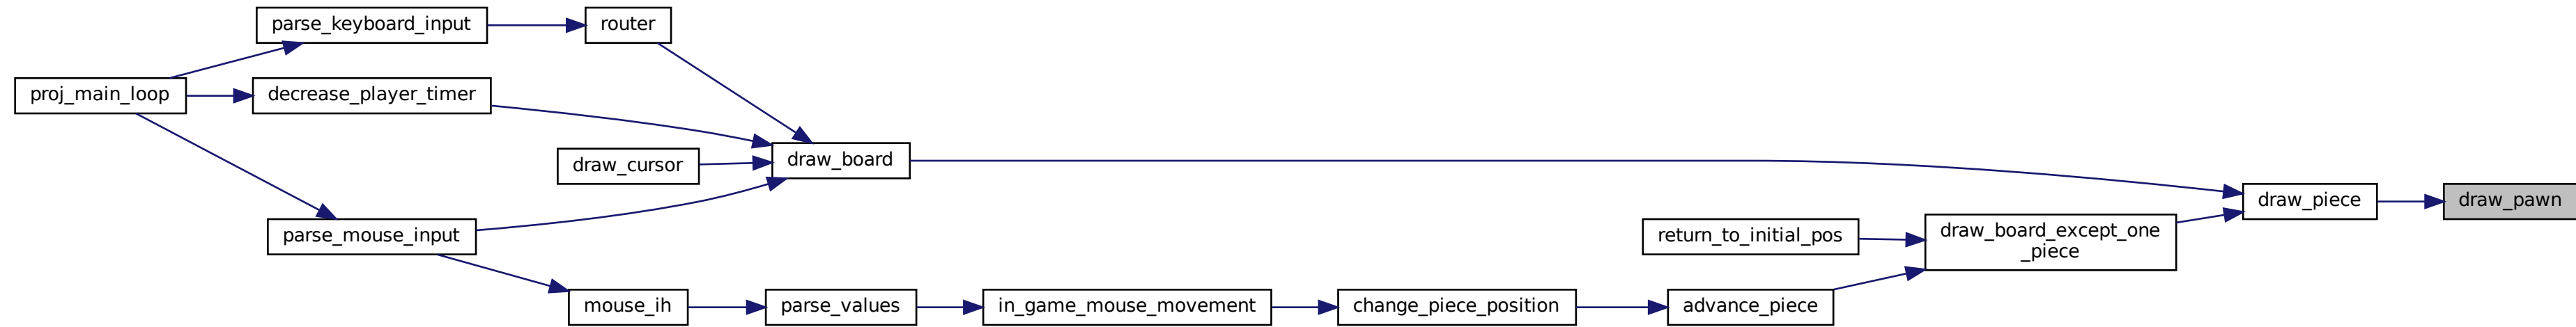 parse_keyboard_input
router
proj_main_loop
decrease_player_timer
draw_cursor
draw_board
parse_mouse_input
mouse_ih
parse_values
in_game_mouse_movement
change_piece_position
advance_piece
return_to_initial_pos
draw_board_except_one
_piece
draw_piece
draw_pawn